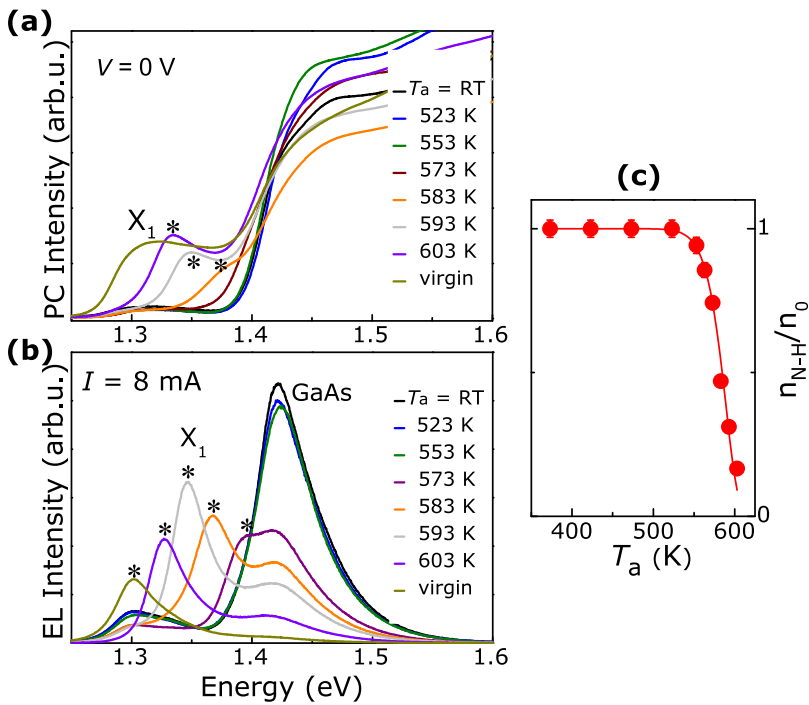 (a)
PC Intensity (arb.u.)
V = 0 V
X1
*
*
*
Ta = RT
523 K
553 K
573 K
583 K
593 K
603 K
virgin
1.3 1.4 1.5 1.6
(b)
EL Intensity (arb.u.)
I = 8 mA
GaAs
X1
*
*
*
*
*
Ta = RT
523 K
553 K
573 K
583 K
593 K
603 K
virgin
1.3 1.4 1.5 1.6
Energy (eV)
(c)
1
0
nN-H/n0
400 500 600
Ta (K)